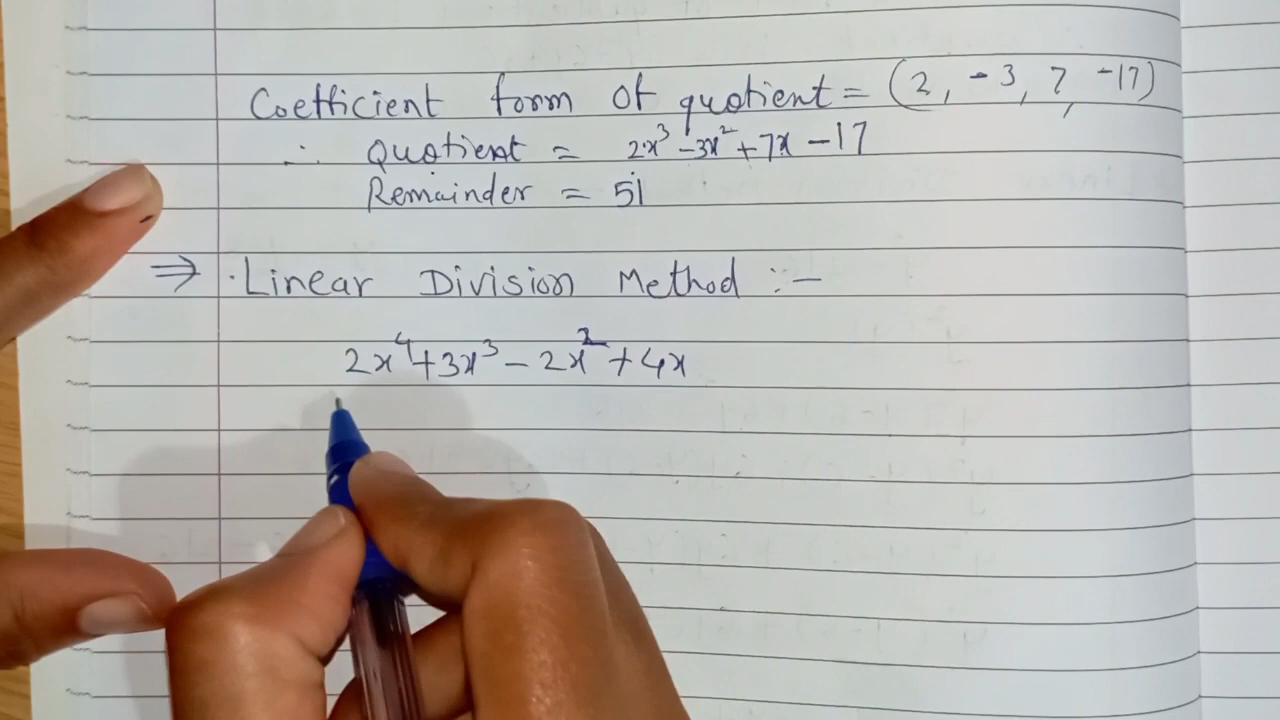 Coefficient form of quotient = (2, -3, 7, -17)
∴ Quotient = 2x³ -3x² +7x -17
Remainder = 51
⇒ Linear Division Method :-
2x⁴+3x³ - 2x² + 4x